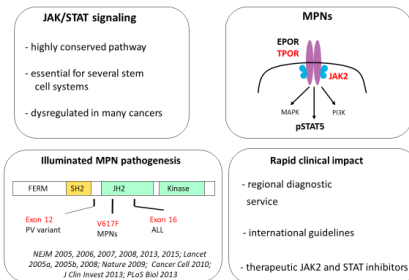 JAK/STAT signaling
- highly conserved pathway
- essential for several stem
cell systems
- dysregulated in many cancers
MPNs
EPOR
TPOR
JAK2
MAPK
PI3K
pSTAT5
Illuminated MPN pathogenesis
FERM
SH2
JH2
Kinase
Exon 12
PV variant
V617F
MPNs
Exon 16
ALL
NEJM 2005, 2006, 2007, 2008, 2013, 2015; Lancet
2005a, 2005b, 2008; Nature 2009; Cancer Cell 2010;
J Clin Invest 2013; PLoS Biol 2013
Rapid clinical impact
- regional diagnostic
service
- international guidelines
- therapeutic JAK2 and STAT inhibitors